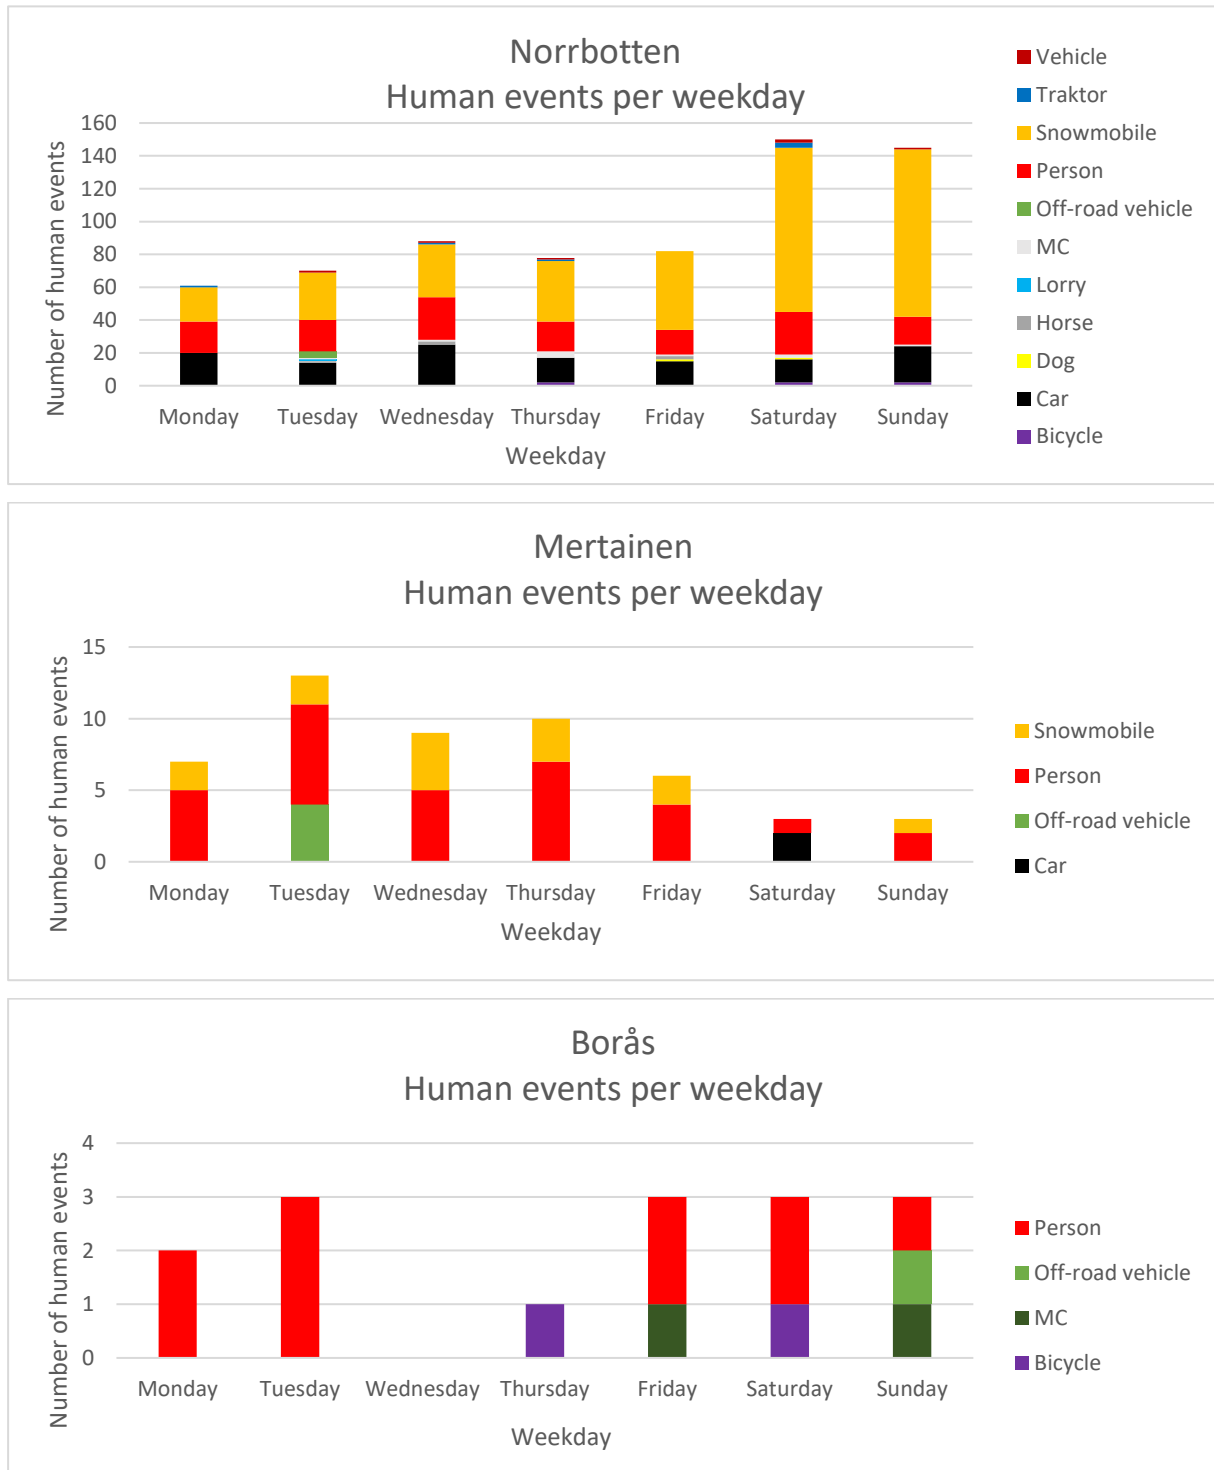 Norrbotten
Human events per weekday
Number of human events
160
140
120
100
80
60
40
20
0
Monday Tuesday Wednesday Thursday Friday Saturday Sunday
Weekday
Vehicle
Traktor
Snowmobile
Person
Off-road vehicle
MC
Lorry
Horse
Dog
Car
Bicycle
Mertainen
Human events per weekday
Number of human events
15
10
5
0
Monday Tuesday Wednesday Thursday Friday Saturday Sunday
Weekday
Snowmobile
Person
Off-road vehicle
Car
Borås
Human events per weekday
Number of human events
4
3
2
1
0
Monday Tuesday Wednesday Thursday Friday Saturday Sunday
Weekday
Person
Off-road vehicle
MC
Bicycle